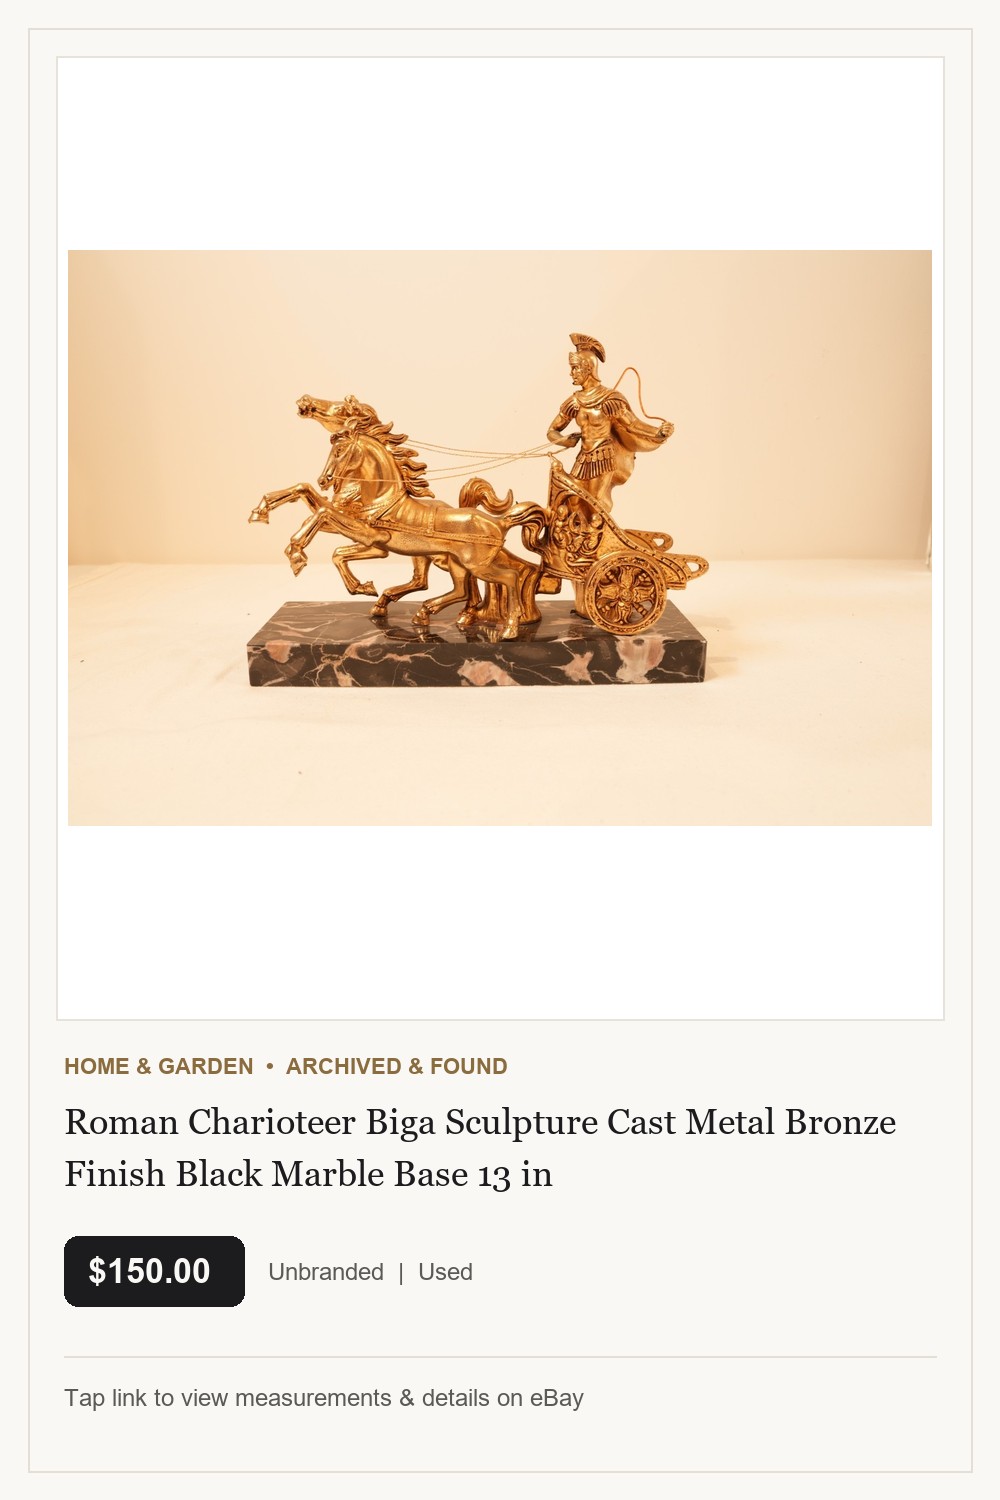 HOME & GARDEN • ARCHIVED & FOUND
Roman Charioteer Biga Sculpture Cast Metal Bronze
Finish Black Marble Base 13 in
$150.00 Unbranded | Used
Tap link to view measurements & details on eBay